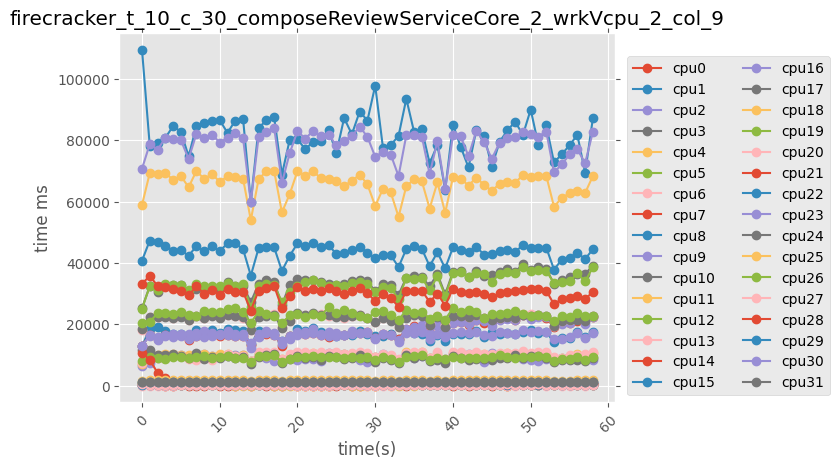 firecracker_t_10_c_30_composeReviewServiceCore_2_wrkVcpu_2_col_9
time ms
100000
80000
60000
40000
20000
0
0
10
20
30
40
50
60
time(s)
cpu0
cpu1
cpu2
cpu3
cpu4
cpu5
cpu6
cpu7
cpu8
cpu9
cpu10
cpu11
cpu12
cpu13
cpu14
cpu15
cpu16
cpu17
cpu18
cpu19
cpu20
cpu21
cpu22
cpu23
cpu24
cpu25
cpu26
cpu27
cpu28
cpu29
cpu30
cpu31